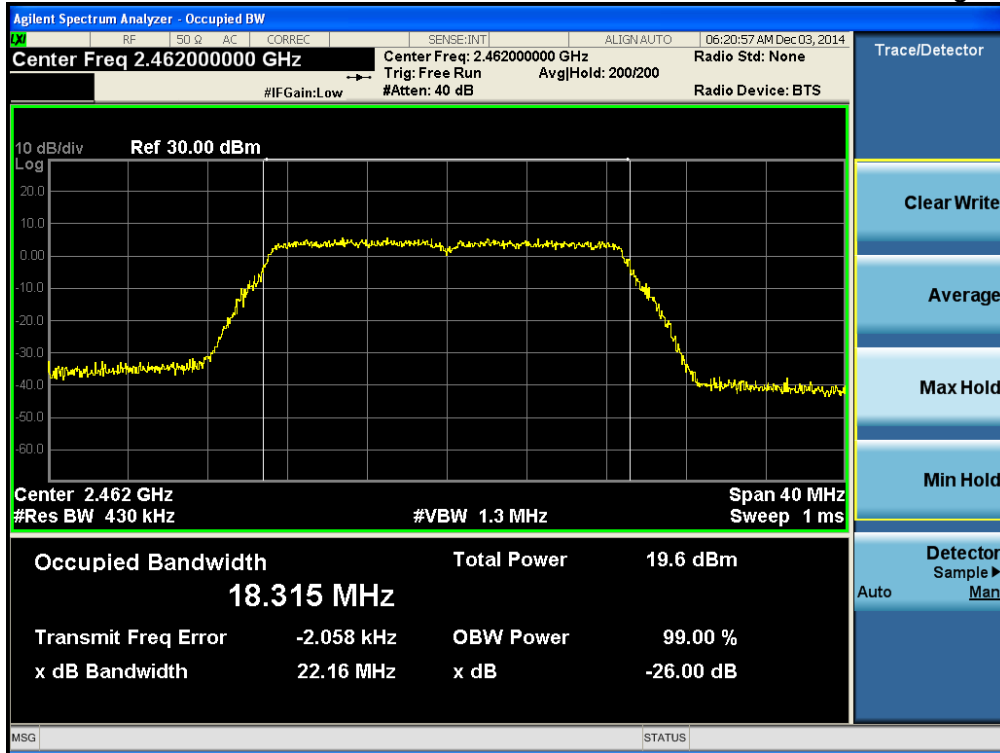 Agilent Spectrum Analyzer - Occupied BW
LXI RF 50 Ω AC CORREC SENSE:INT ALIGN AUTO 06:20:57 AM Dec 03, 2014
Center Freq 2.462000000 GHz
Center Freq: 2.462000000 GHz Radio Std: None
Trig: Free Run Avg|Hold: 200/200
#IFGain:Low #Atten: 40 dB Radio Device: BTS
Trace/Detector
10 dB/div Ref 30.00 dBm
Log
20.0
10.0
0.00
-10.0
-20.0
-30.0
-40.0
-50.0
-60.0
Center 2.462 GHz Span 40 MHz
#Res BW 430 kHz #VBW 1.3 MHz Sweep 1 ms
Occupied Bandwidth Total Power 19.6 dBm
18.315 MHz
Transmit Freq Error -2.058 kHz OBW Power 99.00 %
x dB Bandwidth 22.16 MHz x dB -26.00 dB
Clear Write
Average
Max Hold
Min Hold
Detector
Sample
Auto Man
MSG STATUS